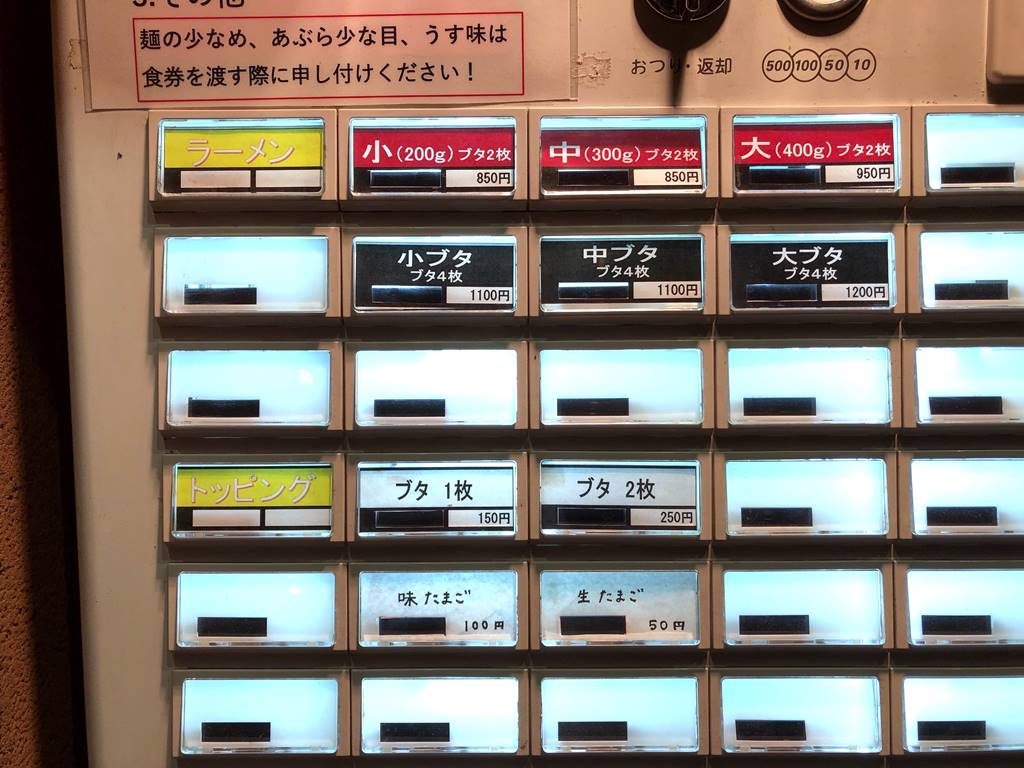 3.その他
麺の少なめ、あぶら少な目、うす味は
食券を渡す際に申し付けください!
おつり・返却
500 100 50 10
ラーメン
小(200g)ブタ2枚
850円
中(300g)ブタ2枚
850円
大(400g)ブタ2枚
950円
小ブタ
ブタ4枚
1100円
中ブタ
ブタ4枚
1100円
大ブタ
ブタ4枚
1200円
トッピング
ブタ 1枚
150円
ブタ 2枚
250円
味たまご
100円
生たまご
50円